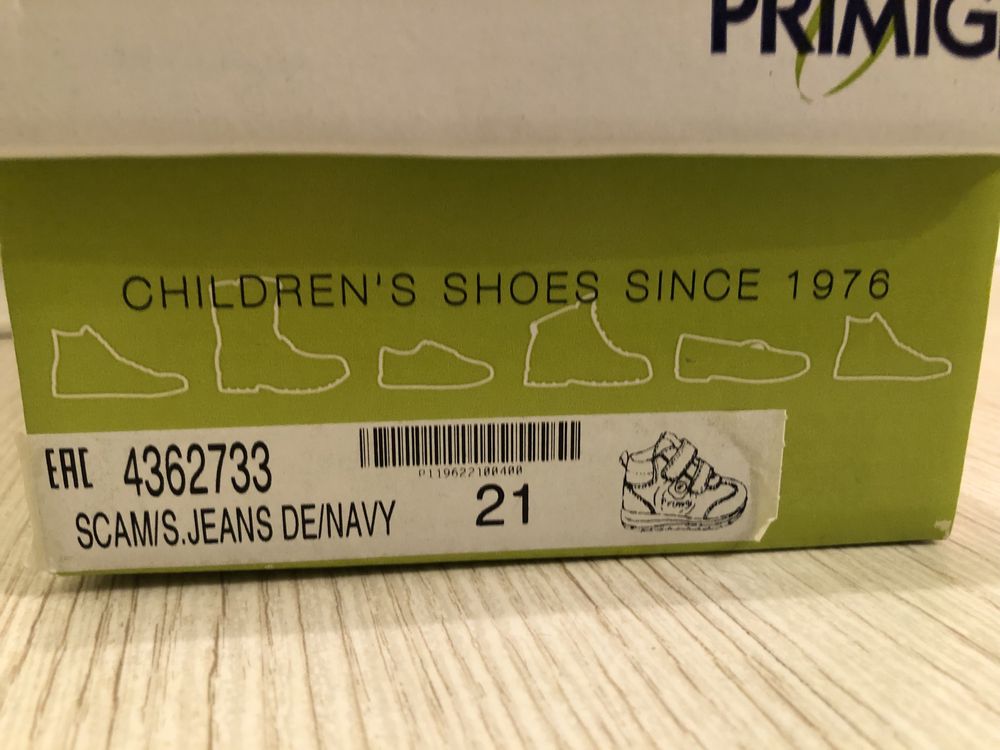 PRIMIG
CHILDREN'S SHOES SINCE 1976
EAC 4362733
P119622100400
SCAM/S.JEANS DE/NAVY 21